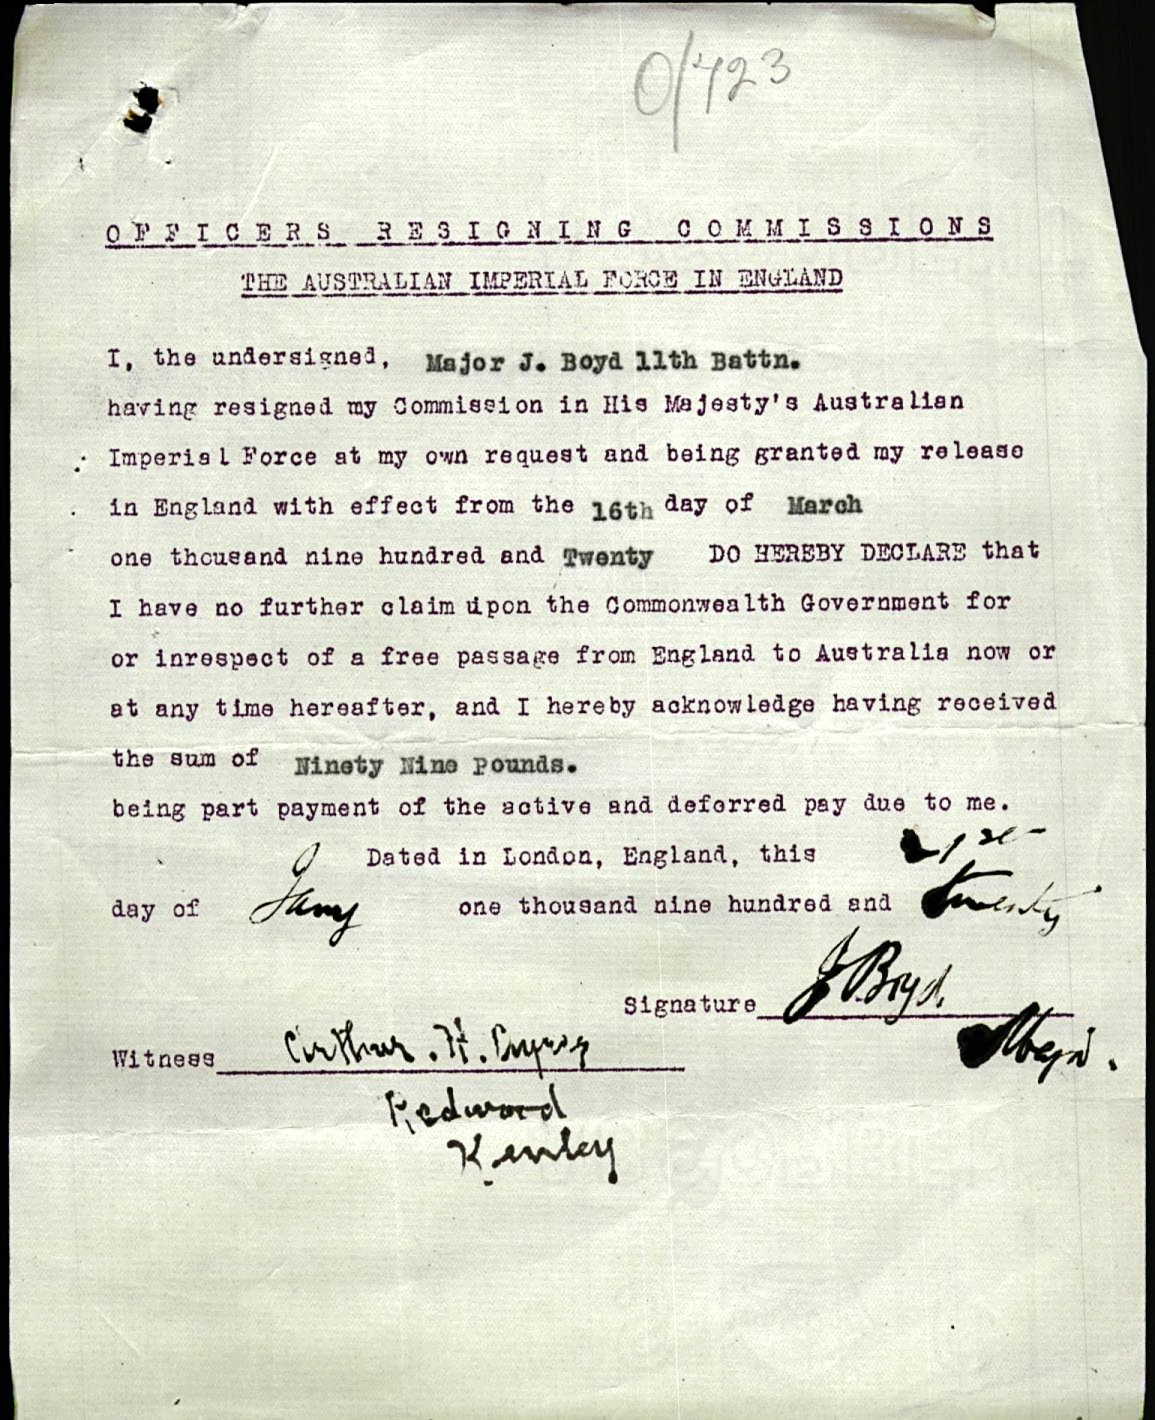 0/423
OFFICERS RESIGNING COMMISSIONS
THE AUSTRALIAN IMPERIAL FORCE IN ENGLAND
I, the undersigned, Major J. Boyd 11th Battn.
having resigned my Commission in His Majesty's Australian
Imperial Force at my own request and being granted my release
in England with effect from the 16th day of March
one thousand nine hundred and Twenty DO HEREBY DECLARE that
I have no further claim upon the Commonwealth Government for
or inrespect of a free passage from England to Australia now or
at any time hereafter, and I hereby acknowledge having received
the sum of Ninety Nine pounds.
being part payment of the active and deferred pay due to me.
Dated in London, England, this 21st
day of Jany one thousand nine hundred and twenty
Signature J Boyd.
Major.
Witness Arthur. H.
Redward
Kenley